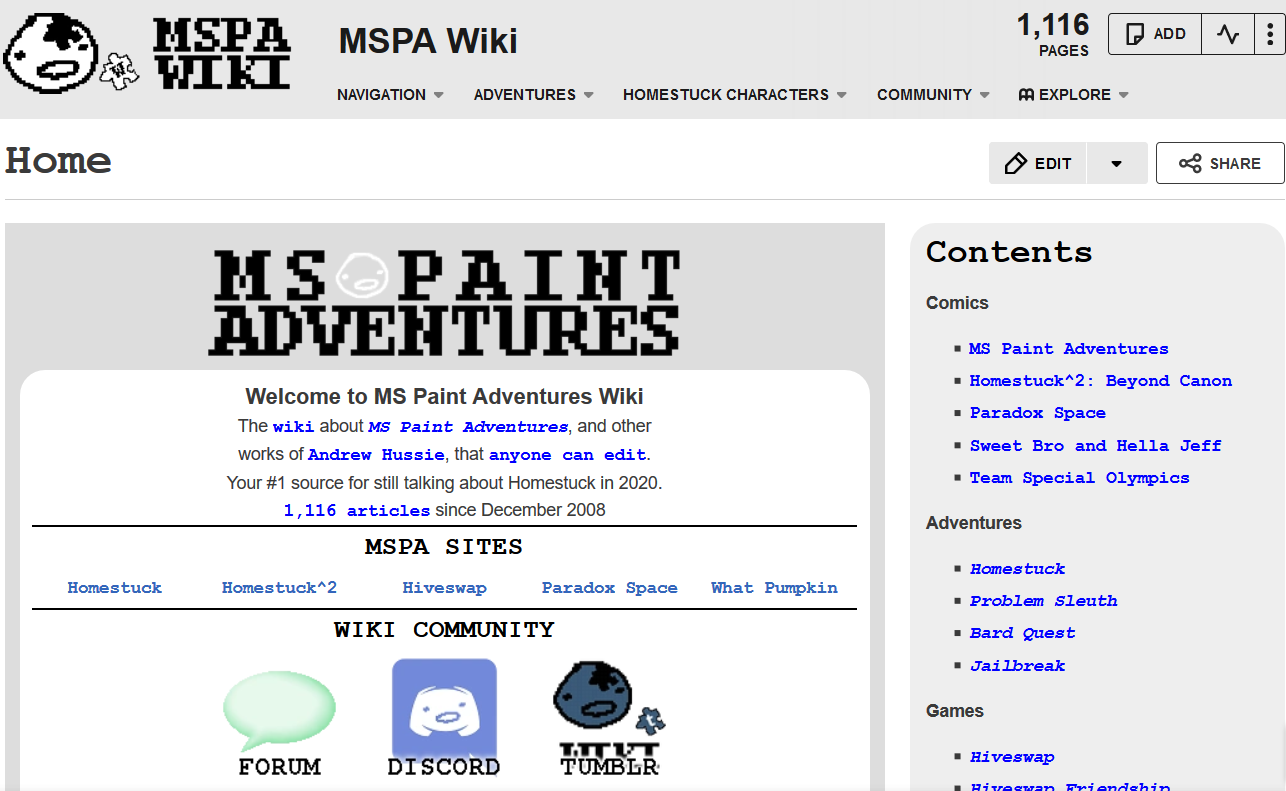 MSPA
WIKI
MSPA Wiki
1,116
PAGES
ADD
NAVIGATION
ADVENTURES
HOMESTUCK CHARACTERS
COMMUNITY
EXPLORE
Home
EDIT
SHARE
MS PAINT
ADVENTURES
Welcome to MS Paint Adventures Wiki
The wiki about MS Paint Adventures, and other
works of Andrew Hussie, that anyone can edit.
Your #1 source for still talking about Homestuck in 2020.
1,116 articles since December 2008
MSPA SITES
Homestuck
Homestuck^2
Hiveswap
Paradox Space
What Pumpkin
WIKI COMMUNITY
FORUM
DISCORD
WIKI
TUMBLR
Contents
Comics
MS Paint Adventures
Homestuck^2: Beyond Canon
Paradox Space
Sweet Bro and Hella Jeff
Team Special Olympics
Adventures
Homestuck
Problem Sleuth
Bard Quest
Jailbreak
Games
Hiveswap
Hiveswap Friendship